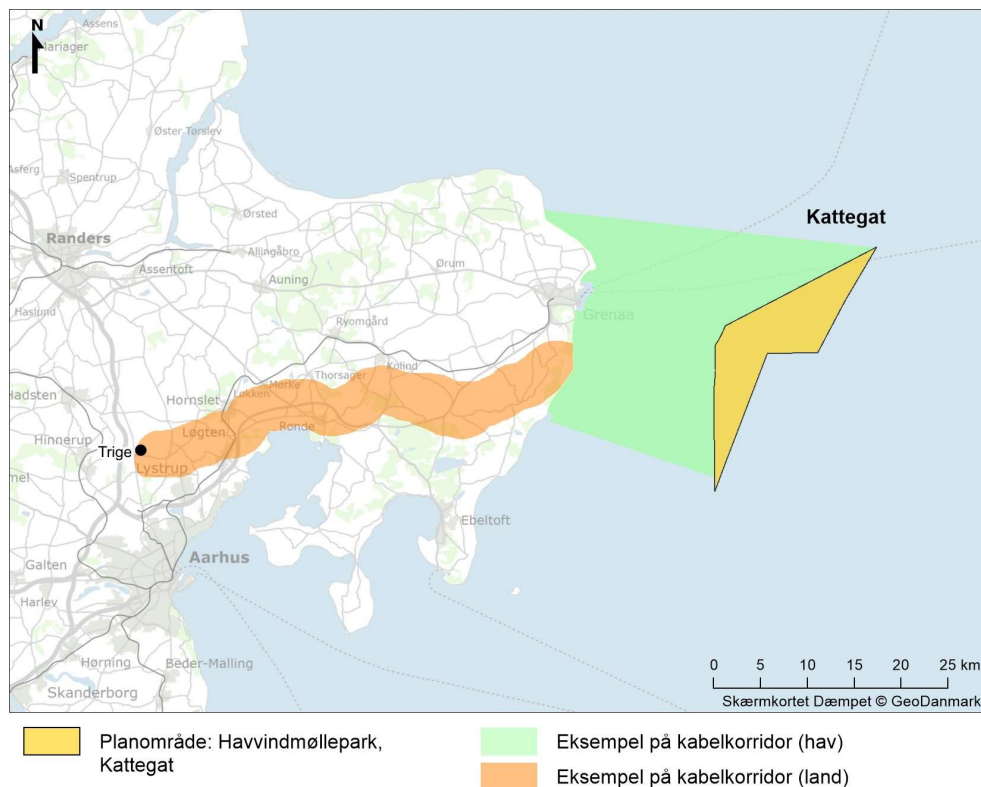 N
Assens
Mariager
Øster Tørslev
Asferg
Spentrup
Ørsted
Kattegat
Randers
Allingåbro
Assentoft
Ørum
Auning
Haslund
Grenaa
Ryomgård
Kolind
Thorsager
Mørke
Hadsten
Hornslet
Løkken
Løgten
Rønde
Hinnerup
Trige
Lystrup
mel
Ebeltoft
Aarhus
Galten
Harlev
Hørning
Beder-Malling
Skanderborg
0 5 10 15 20 25 km
Skærmkortet Dæmpet © GeoDanmark
Planområde: Havvindmøllepark,
Kattegat
Eksempel på kabelkorridor (hav)
Eksempel på kabelkorridor (land)